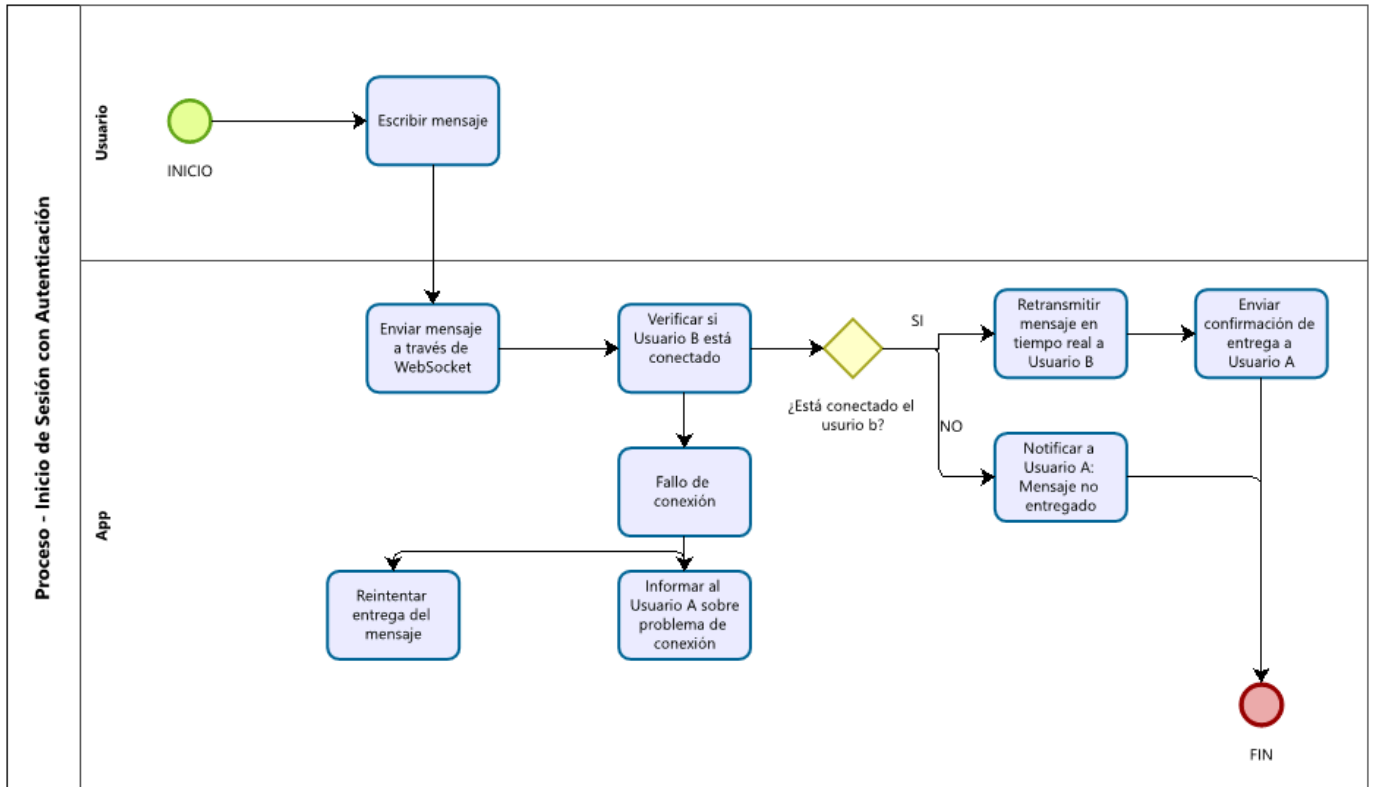 Proceso - Inicio de Sesión con Autenticación
Usuario
INICIO
Escribir mensaje
App
Enviar mensaje
a través de
WebSocket
Verificar si
Usuario B está
conectado
¿Está conectado el
usurio b?
SI
Retransmitir
mensaje en
tiempo real a
Usuario B
Enviar
confirmación de
entrega a
Usuario A
NO
Notificar a
Usuario A:
Mensaje no
entregado
Fallo de
conexión
Reintentar
entrega del
mensaje
Informar al
Usuario A sobre
problema de
conexión
FIN